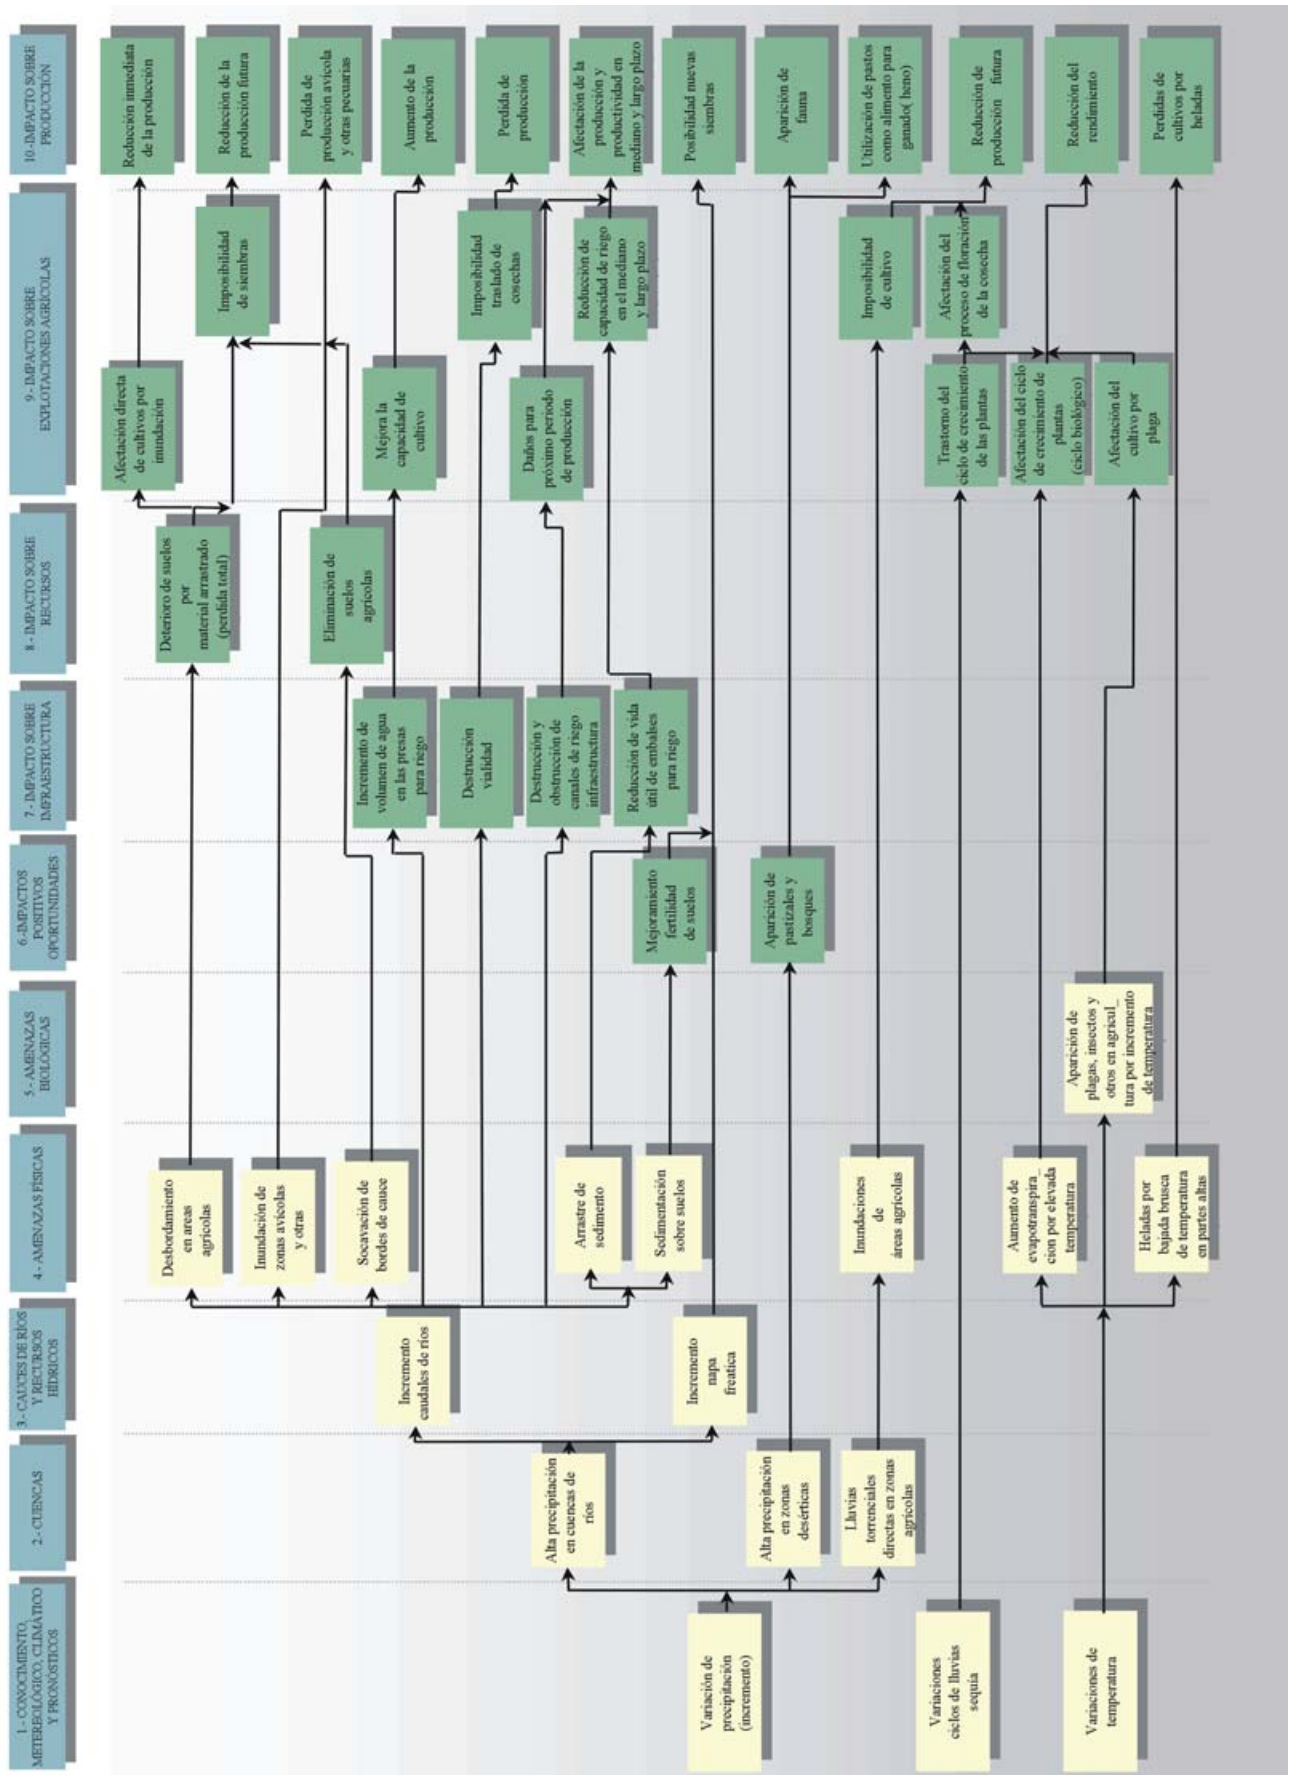 1 - CONOCIMIENTO,
METEREOLÓGICO, CLIMÁTICO
Y PRONÓSTICOS
2 - CUENCAS
3.- CAUCES DE RÍOS
Y RECURSOS
HÍDRICOS
4 - AMENAZAS FÍSICAS
5 - AMENAZAS
BIOLÓGICAS
6 -IMPACTOS
POSITIVOS
OPORTUNIDADES
7 - IMPACTO SOBRE
IMFRAESTRUCTURA
8 - IMPACTO SOBRE
RECURSOS
9 - IMPACTO SOBRE
EXPLOTACIONES AGRÍCOLAS
10 -IMPACTO SOBRE
PRODUCCIÓN
Variación de
precipitación
(incremento)
Variaciones
ciclos de lluvias
sequia
Variaciones de
temperatura
Alta precipitación
en cuencas de
ríos
Alta precipitación
en zonas
desérticas
Lluvias
torrenciales
directas en zonas
agrícolas
Incremento
caudales de ríos
Incremento
napa
freatica
Desbordamiento
en areas
agrícolas
Inundación de
zonas avícolas
y otras
Socavación de
bordes de cauce
Arrastre de
sedimento
Sedimentación
sobre suelos
Inundaciones
de
áreas agrícolas
Aumento de
evapotranspira_
cion por elevada
temperatura
Heladas por
bajada brusca
de temperatura
en partes altas
Aparición de
plagas, insectos y
otros en agricul_
tura por incremento
de temperatura
Mejoramiento
fertilidad
de suelos
Aparición de
pastizales y
bosques
Incremento de
volumen de agua
en las presas
para riego
Destrucción
vialidad
Destrucción y
obstrucción de
canales de riego
infraestructura
Reducción de vida
útil de embalses
para riego
Deterioro de suelos
por
material arrastrado
(perdida total)
Eliminación de
suelos
agrícolas
Afectación directa
de cultivos por
inundación
Imposibilidad
de siembras
Mejora la
capacidad de
cultivo
Imposibilidad
traslado de
cosechas
Daños para
próximo periodo
de producción
Reducción de
capacidad de riego
en el mediano
y largo plazo
Imposibilidad
de cultivo
Afectación del
proceso de floración
de la cosecha
Trastorno del
ciclo de crecimiento
de las plantas
Afectación del ciclo
de crecimiento de
plantas
(ciclo biológico)
Afectación del
cultivo por
plaga
Reducción inmediata
de la producción
Reducción de la
producción futura
Perdida de
producción avícola
y otras pecuarias
Aumento de la
producción
Perdida de
producción
Afectación de la
producción y
productividad en
mediano y largo plazo
Posibilidad nuevas
siembras
Aparición de
fauna
Utilización de pastos
como alimento para
ganado( heno)
Reducción de
producción futura
Reducción del
rendimiento
Perdidas de
cultivos por
heladas